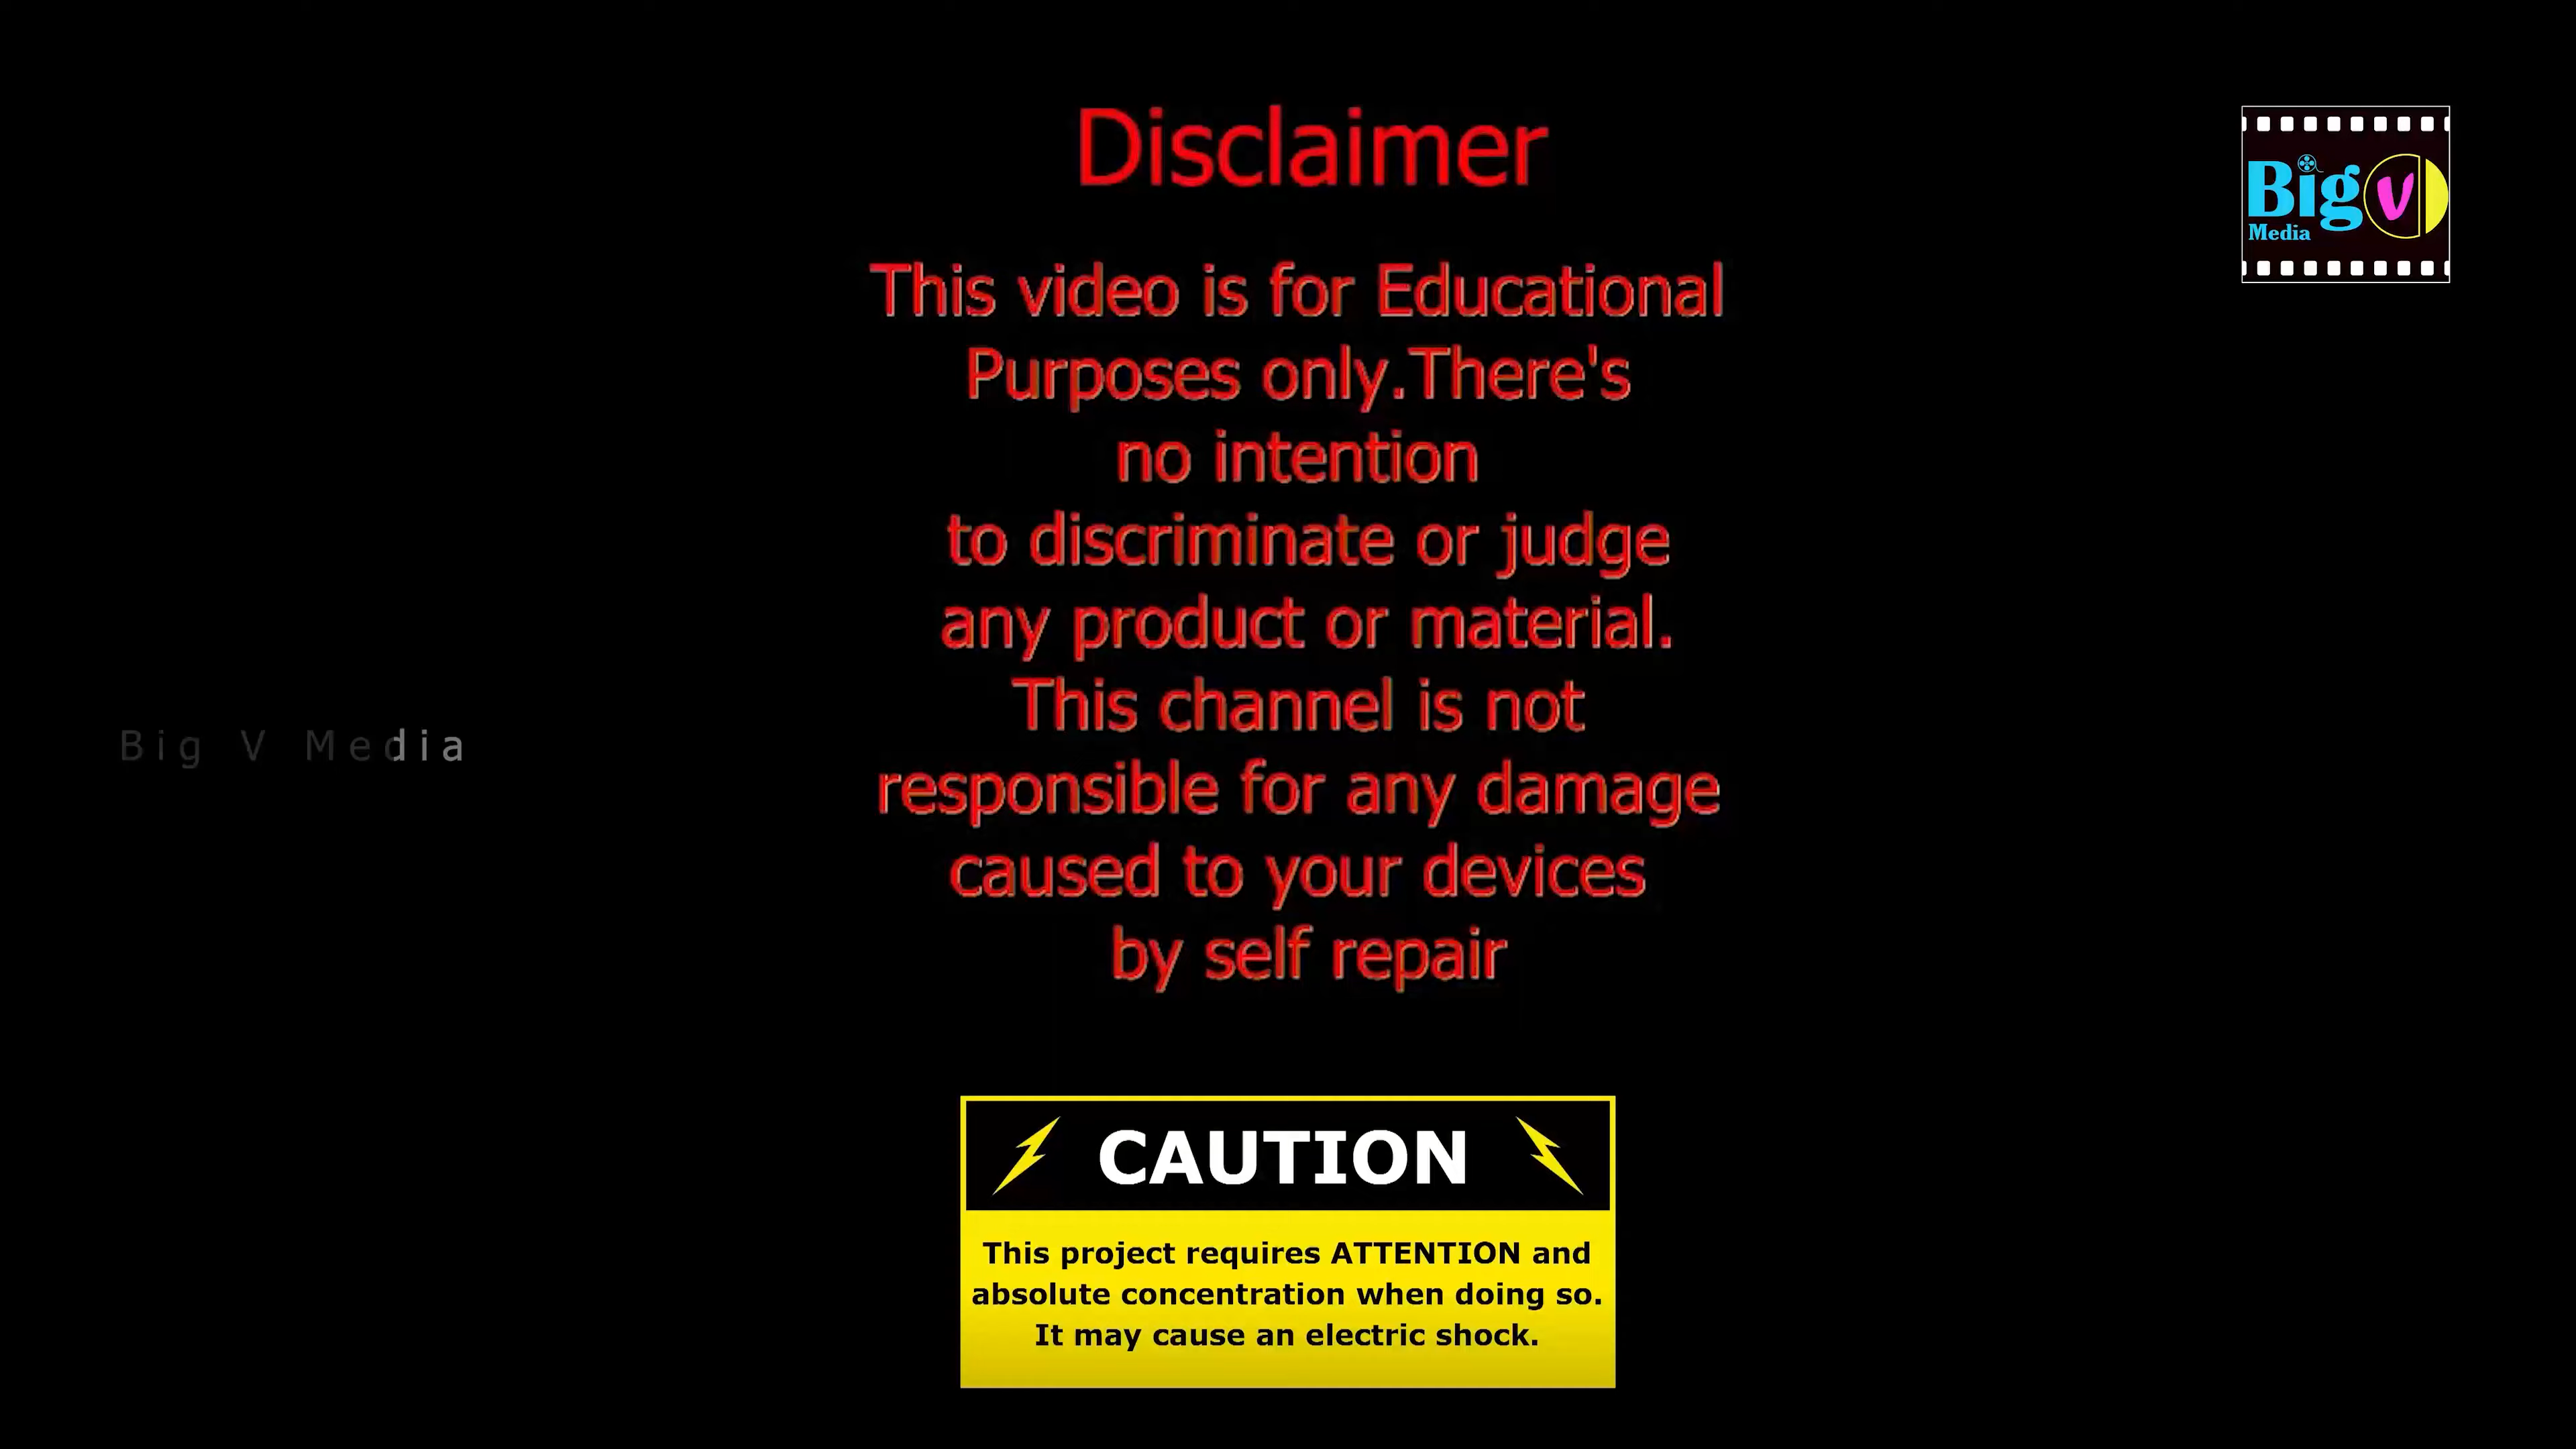 Disclaimer
This video is for Educational
Purposes only.There's
no intention
to discriminate or judge
any product or material.
This channel is not
responsible for any damage
caused to your devices
by self repair
Big V
Media
Big V Media
CAUTION
This project requires ATTENTION and
absolute concentration when doing so.
It may cause an electric shock.